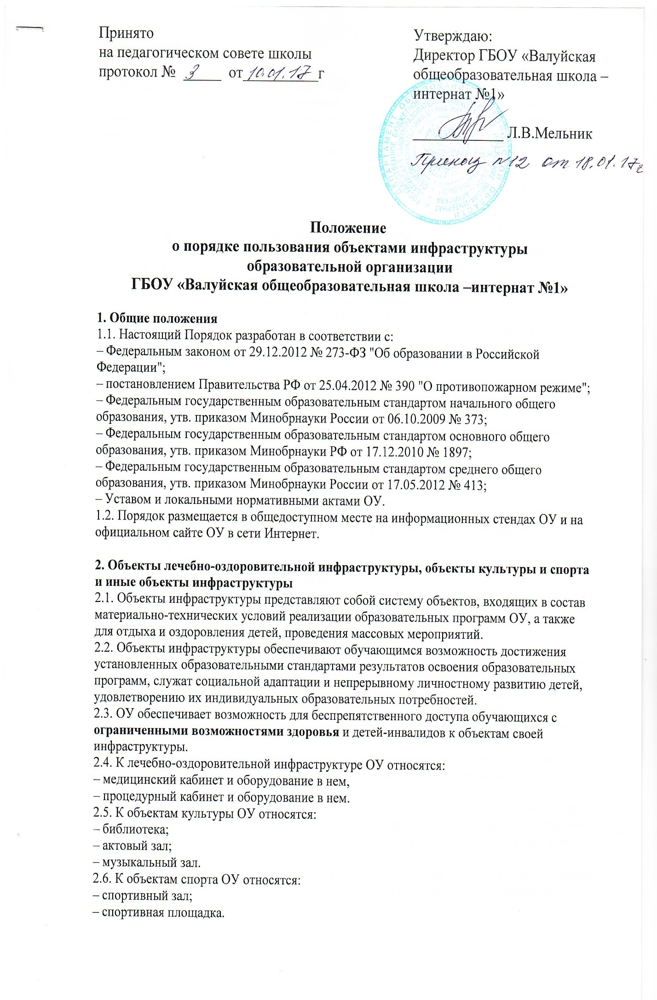 Принято
на педагогическом совете школы
протокол № 3 от 10.01.17 г
Утверждаю:
Директор ГБОУ «Валуйская
общеобразовательная школа –
интернат №1»
Л.В.Мельник
Приказ №12 от 18.01.17г
Положение
о порядке пользования объектами инфраструктуры
образовательной организации
ГБОУ «Валуйская общеобразовательная школа –интернат №1»
1. Общие положения
1.1. Настоящий Порядок разработан в соответствии с:
– Федеральным законом от 29.12.2012 № 273-ФЗ "Об образовании в Российской
Федерации";
– постановлением Правительства РФ от 25.04.2012 № 390 "О противопожарном режиме";
– Федеральным государственным образовательным стандартом начального общего
образования, утв. приказом Минобрнауки России от 06.10.2009 № 373;
– Федеральным государственным образовательным стандартом основного общего
образования, утв. приказом Минобрнауки РФ от 17.12.2010 № 1897;
– Федеральным государственным образовательным стандартом среднего общего
образования, утв. приказом Минобрнауки России от 17.05.2012 № 413;
– Уставом и локальными нормативными актами ОУ.
1.2. Порядок размещается в общедоступном месте на информационных стендах ОУ и на
официальном сайте ОУ в сети Интернет.
2. Объекты лечебно-оздоровительной инфраструктуры, объекты культуры и спорта
и иные объекты инфраструктуры
2.1. Объекты инфраструктуры представляют собой систему объектов, входящих в состав
материально-технических условий реализации образовательных программ ОУ, а также
для отдыха и оздоровления детей, проведения массовых мероприятий.
2.2. Объекты инфраструктуры обеспечивают обучающимся возможность достижения
установленных образовательными стандартами результатов освоения образовательных
программ, служат социальной адаптации и непрерывному личностному развитию детей,
удовлетворению их индивидуальных образовательных потребностей.
2.3. ОУ обеспечивает возможность для беспрепятственного доступа обучающихся с
ограниченными возможностями здоровья и детей-инвалидов к объектам своей
инфраструктуры.
2.4. К лечебно-оздоровительной инфраструктуре ОУ относятся:
– медицинский кабинет и оборудование в нем,
– процедурный кабинет и оборудование в нем.
2.5. К объектам культуры ОУ относятся:
– библиотека;
– актовый зал;
– музыкальный зал.
2.6. К объектам спорта ОУ относятся:
– спортивный зал;
– спортивная площадка.